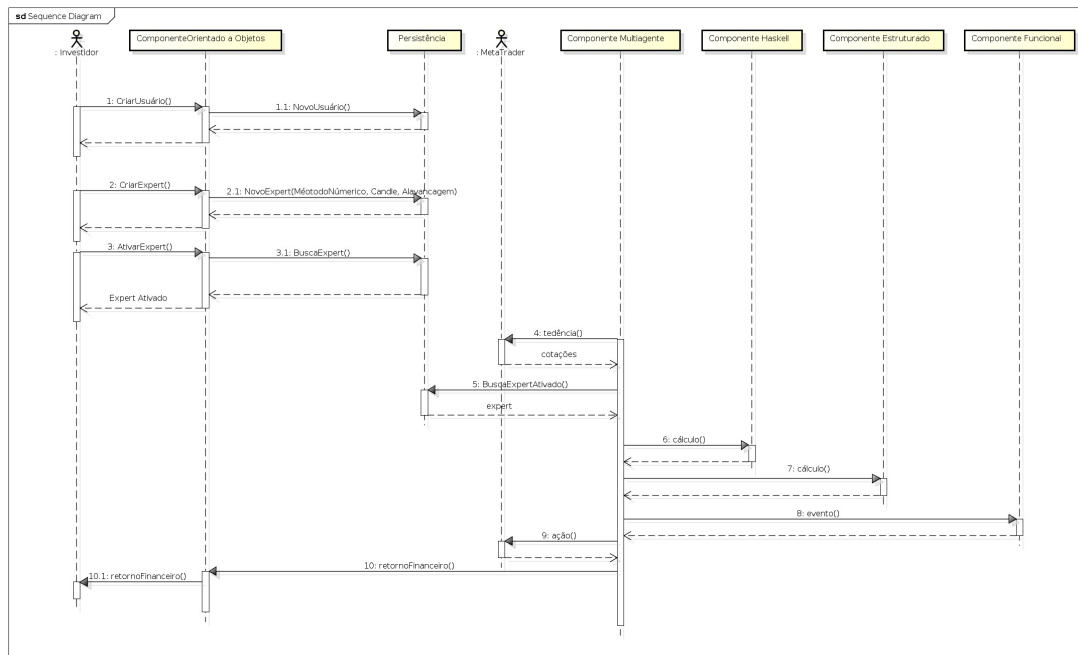 sd Sequence Diagram
: Investidor
ComponenteOrientado a Objetos
Persistência
: MetaTrader
Componente Multiagente
Componente Haskell
Componente Estruturado
Componente Funcional
1: CriarUsuário()
1.1: NovoUsuário()
2: CriarExpert()
2.1: NovoExpert(MéotodoNúmerico, Candle, Alavancagem)
3: AtivarExpert()
3.1: BuscaExpert()
Expert Ativado
4: tedência()
cotações
5: BuscaExpertAtivado()
expert
6: cálculo()
7: cálculo()
8: evento()
9: ação()
10: retornoFinanceiro()
10.1: retornoFinanceiro()